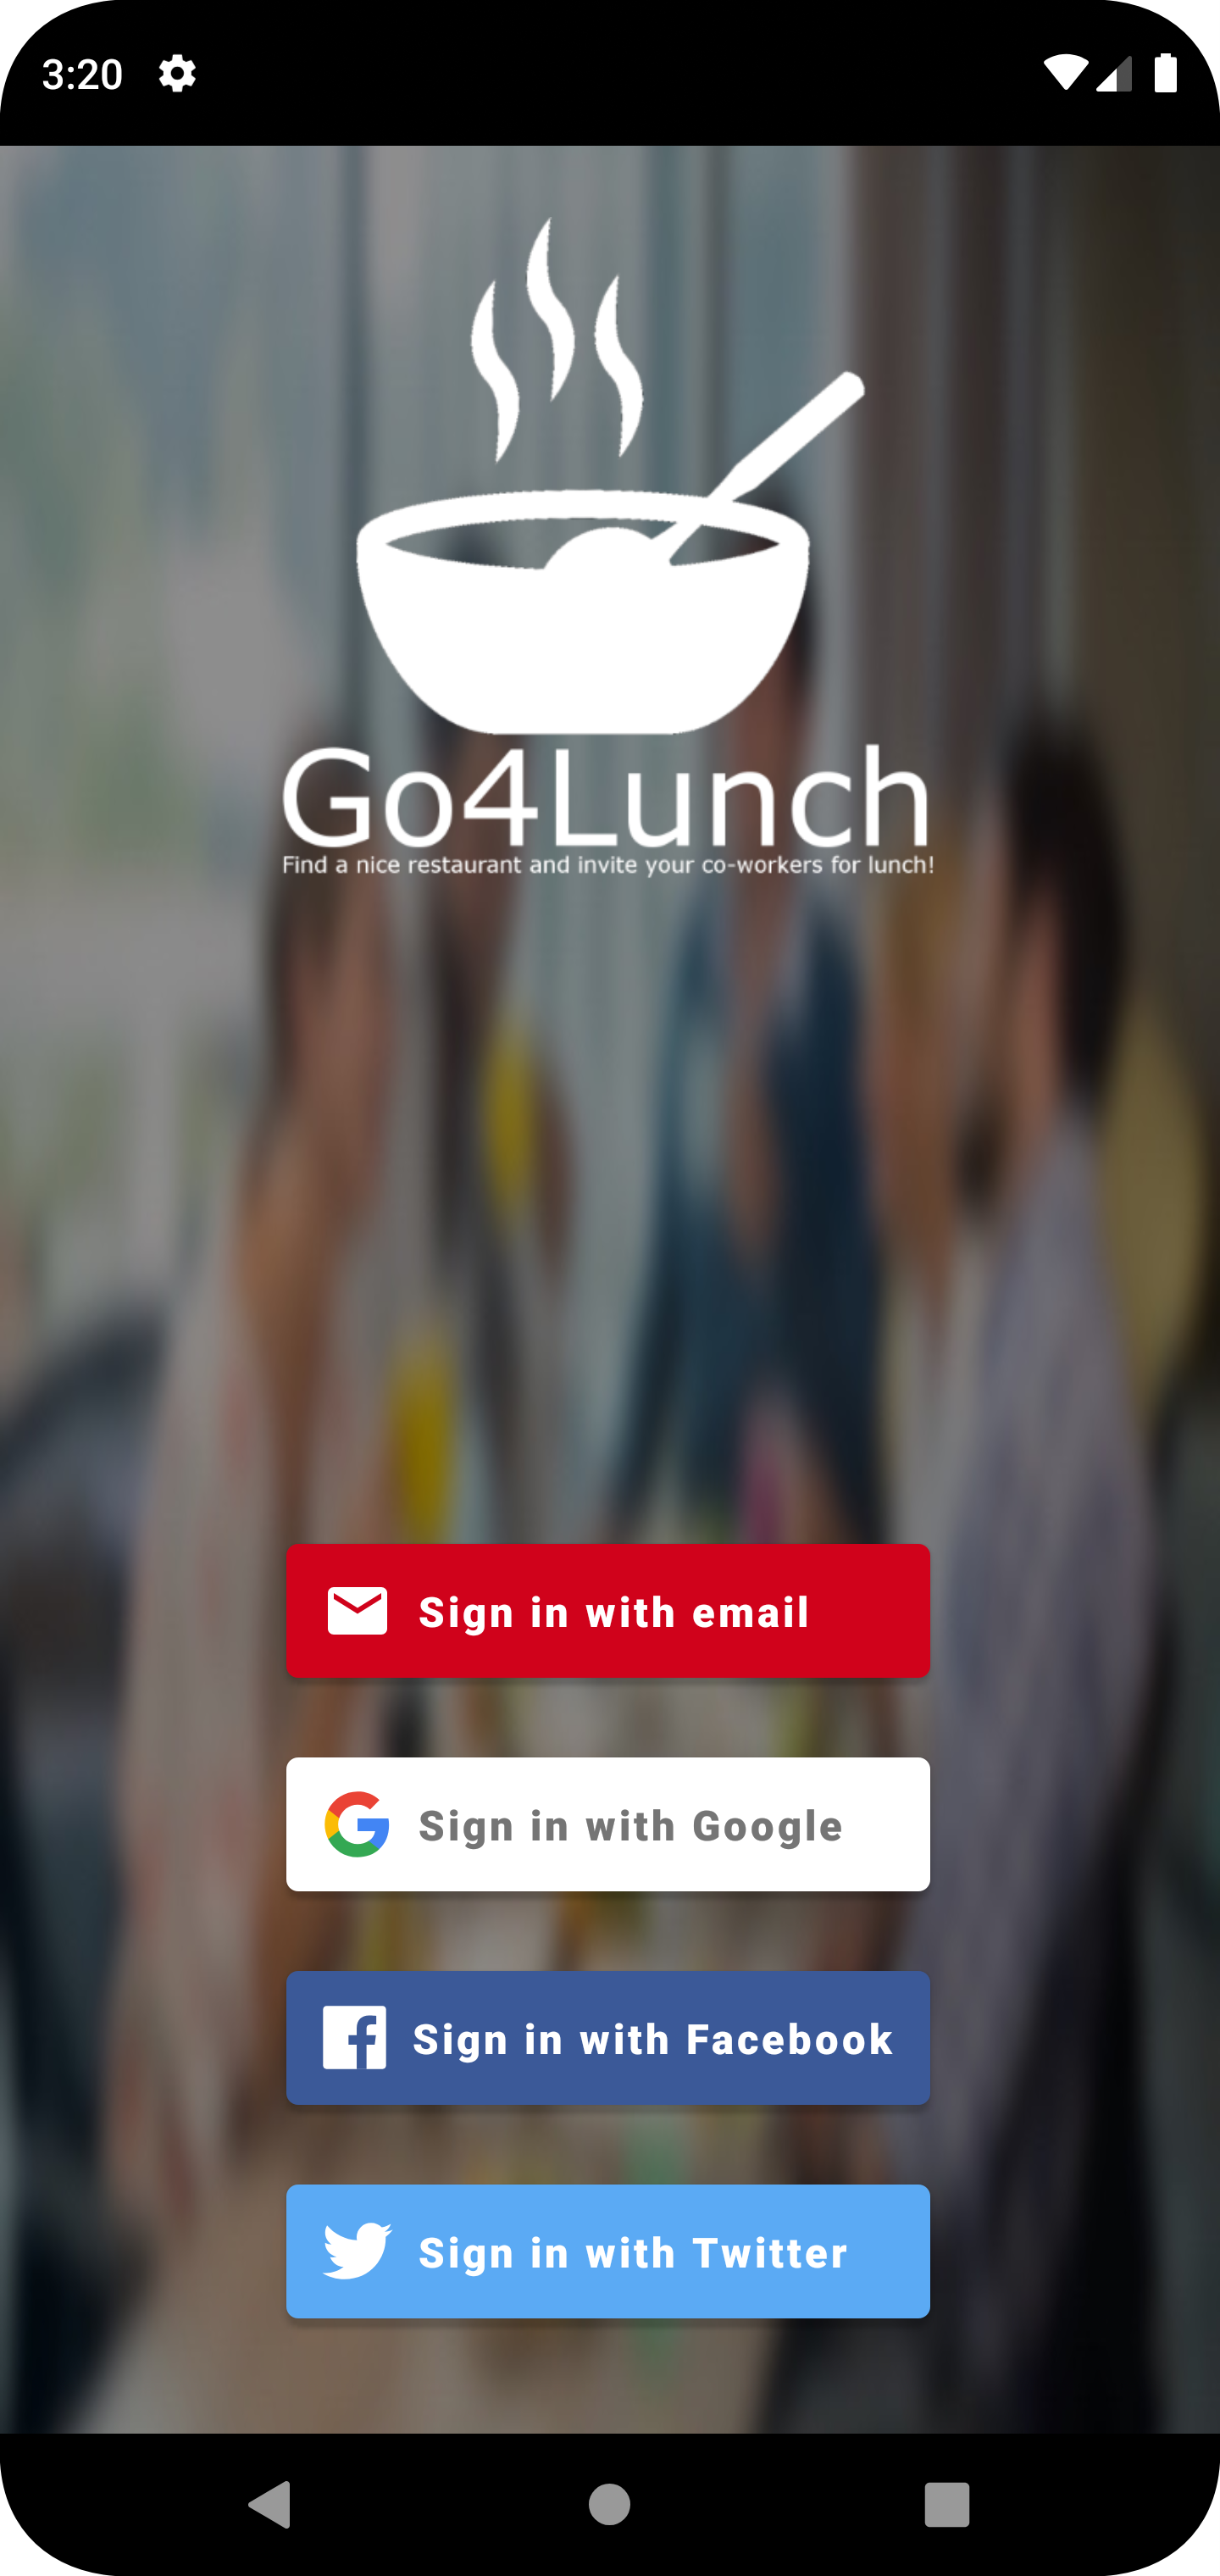 3:20
Go4Lunch
Find a nice restaurant and invite your co-workers for lunch!
Sign in with email
Sign in with Google
Sign in with Facebook
Sign in with Twitter